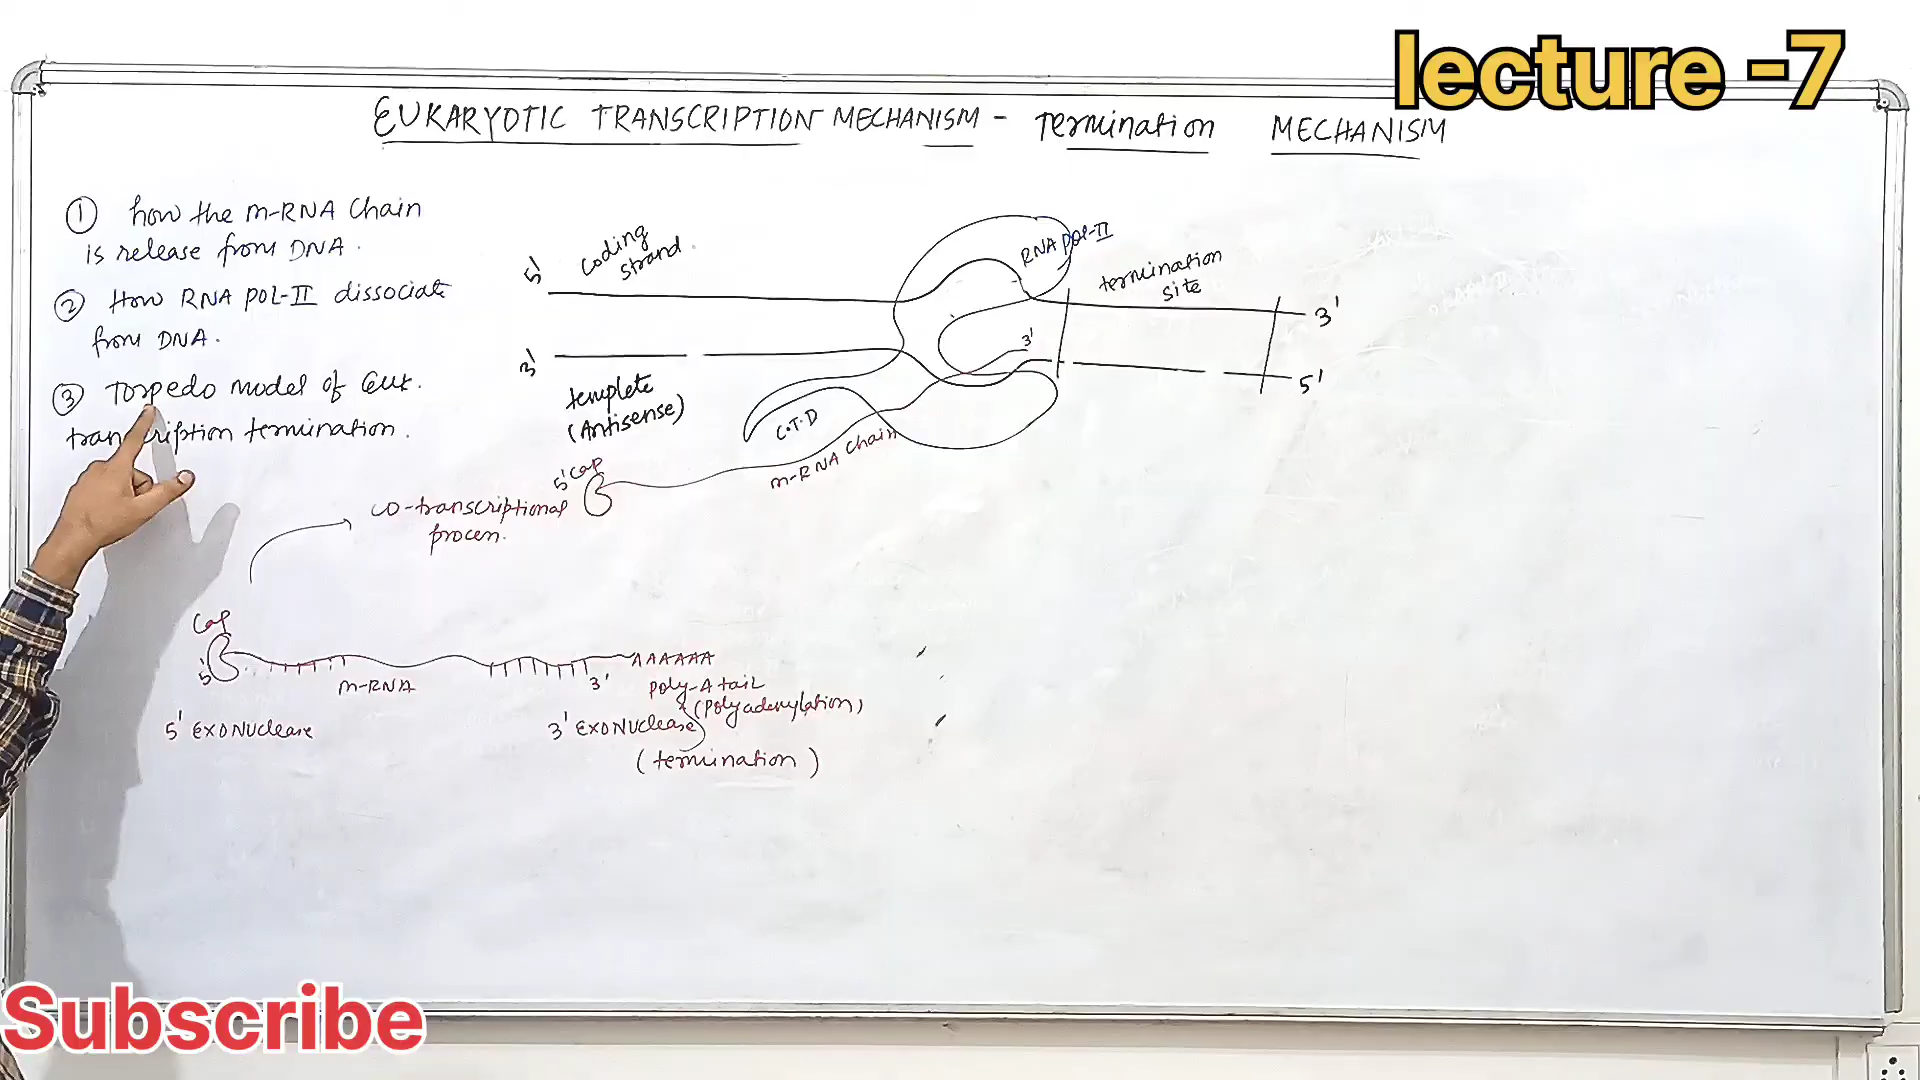 lecture -7
EUKARYOTIC TRANSCRIPTION MECHANISM - Termination MECHANISM
① how the m-RNA Chain
is release from DNA.
② How RNA POL-II dissociate
from DNA.
③ Torpedo model of Euk.
transcription termination.
5' coding
strand.
RNA POL-II
termination
site
3'
3'
3'
5'
templete
(Antisense)
C.T.D
m-RNA Chain
5' cap
co-transcriptional
process.
Cap
5'
m-RNA
3'
AAAAAA
poly-A tail
(polyadenylation)
5' EXONUclease
3' EXONUclease
(termination)
Subscribe